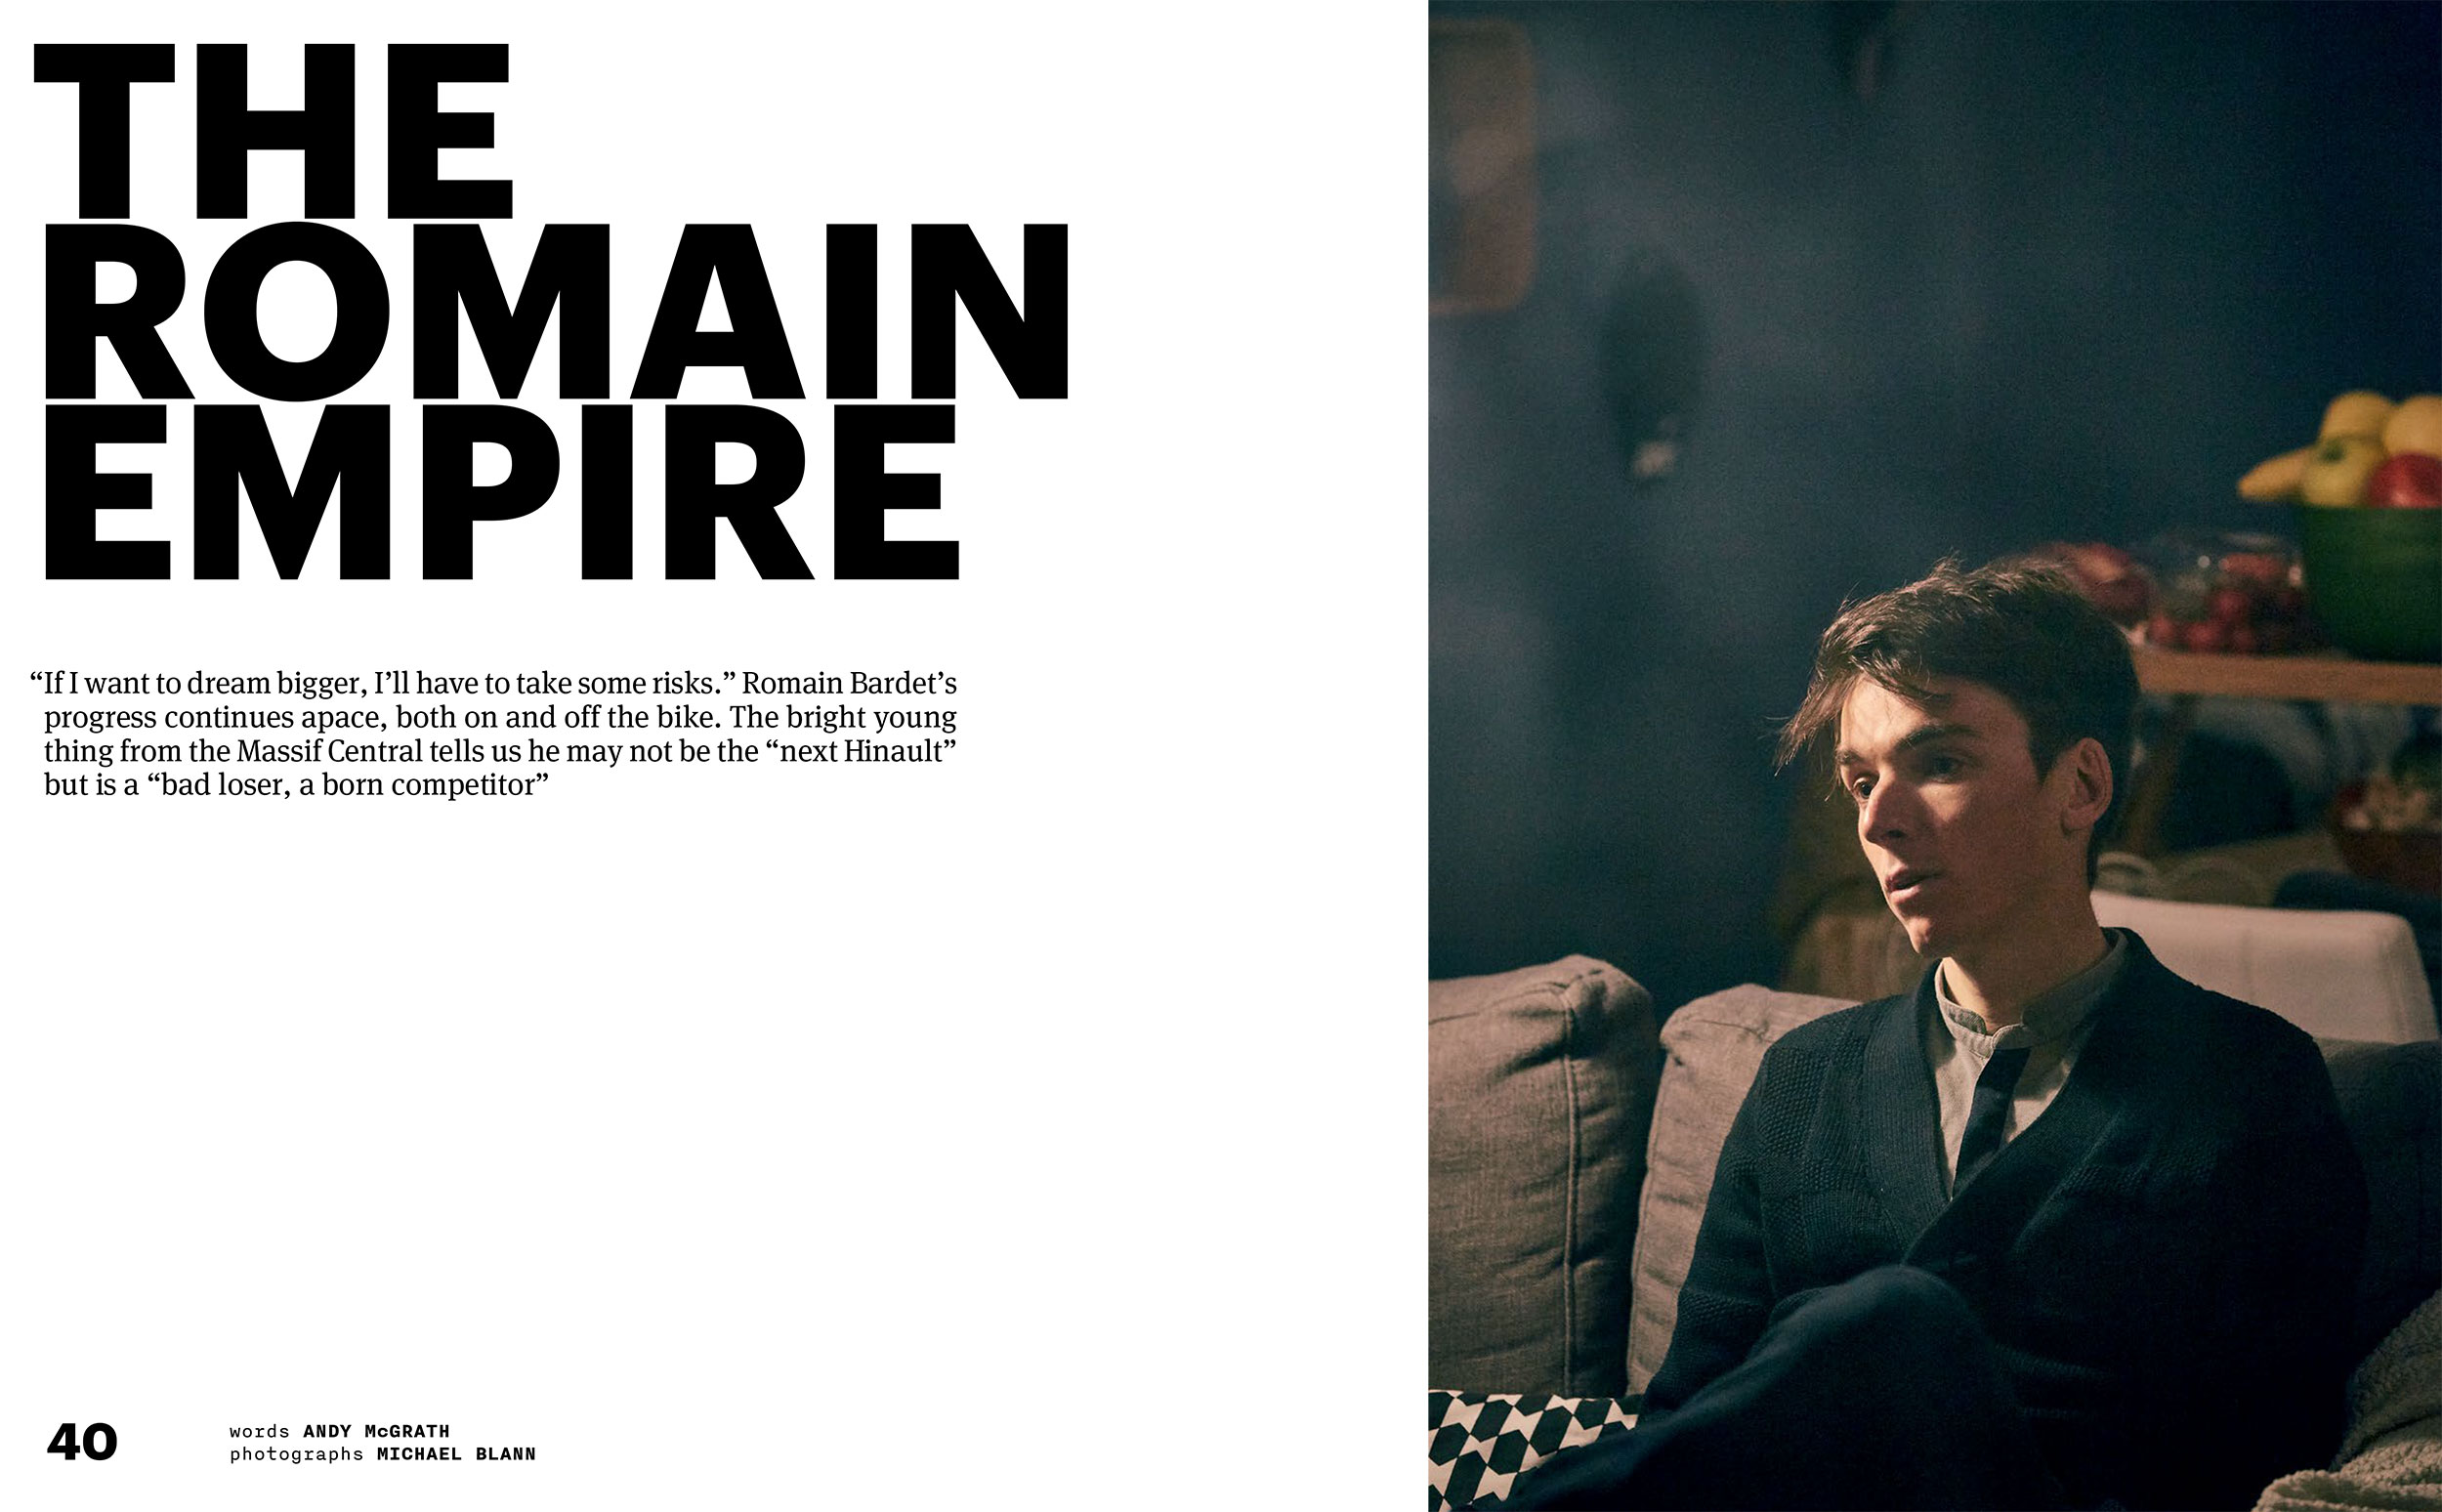 THE
ROMAIN
EMPIRE
“If I want to dream bigger, I’ll have to take some risks.” Romain Bardet’s
progress continues apace, both on and off the bike. The bright young
thing from the Massif Central tells us he may not be the “next Hinault”
but is a “bad loser, a born competitor”
40
words ANDY McGRATH
photographs MICHAEL BLANN